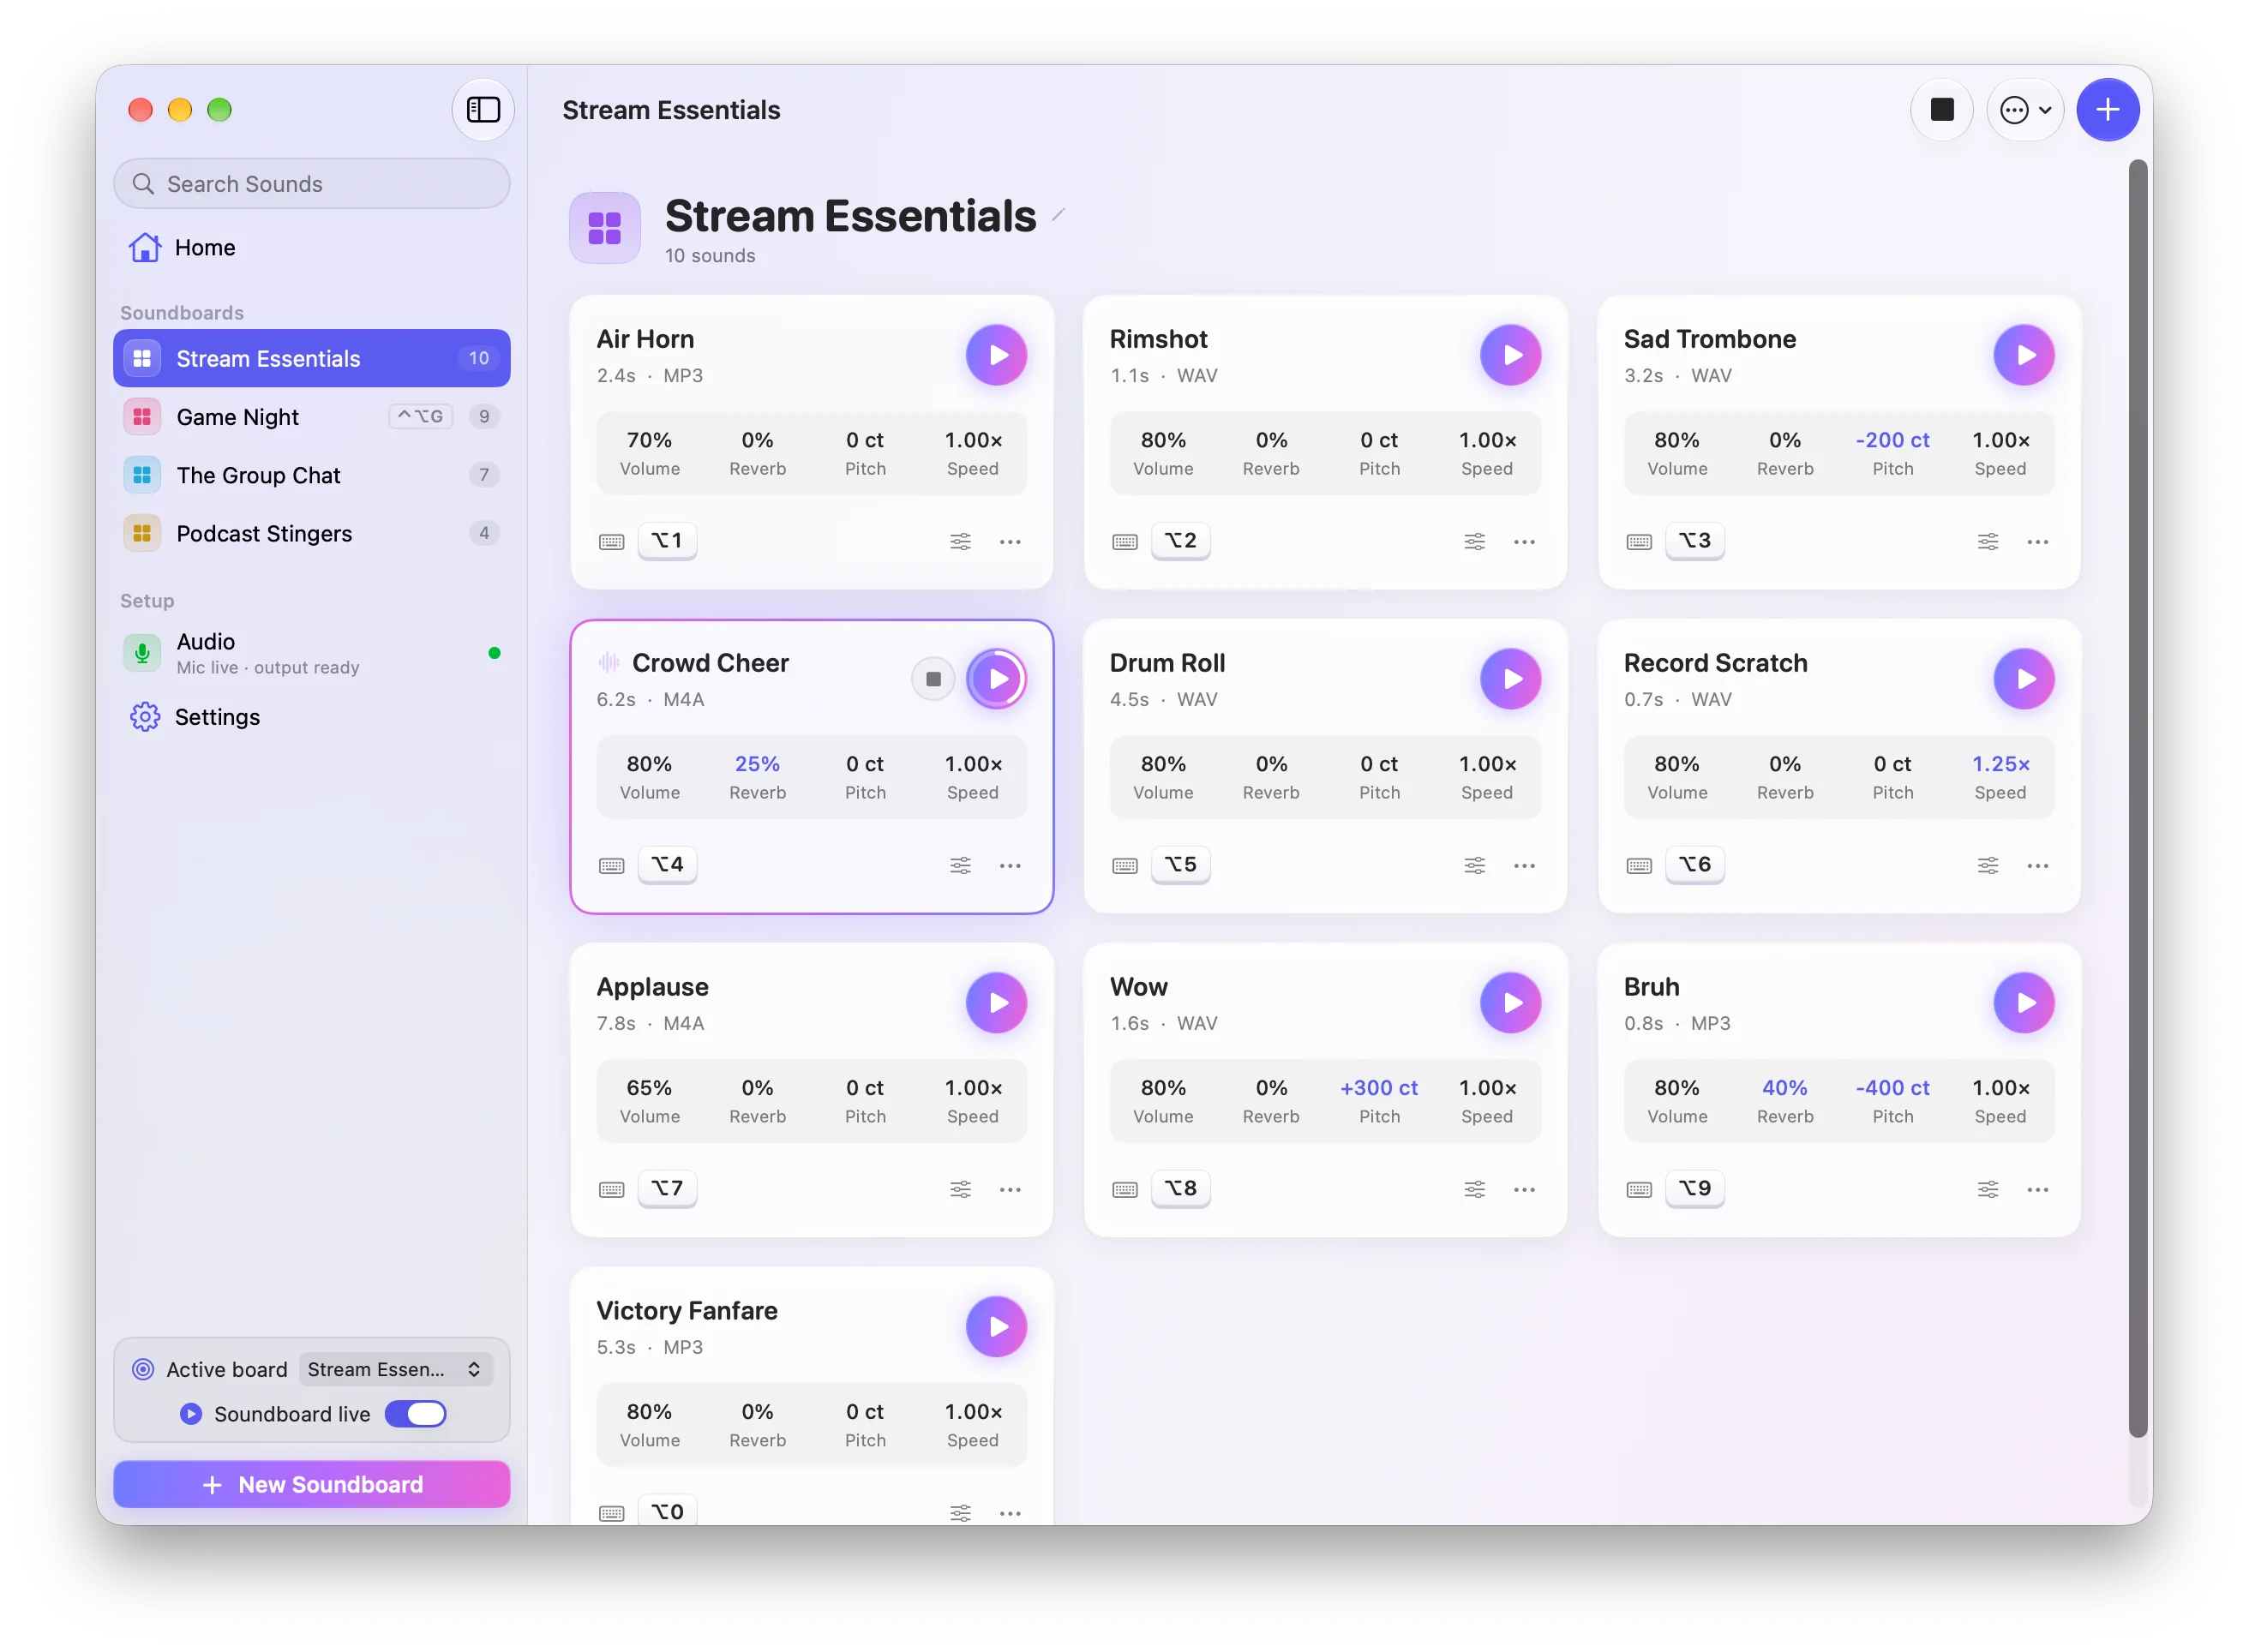 Stream Essentials
Search Sounds
Home
Soundboards
Stream Essentials 10
Game Night ^⌥G 9
The Group Chat 7
Podcast Stingers 4
Setup
Audio
Mic live · output ready
Settings
Active board Stream Essen...
Soundboard live
+ New Soundboard
Stream Essentials
10 sounds
Air Horn
2.4s · MP3
70% 0% 0 ct 1.00×
Volume Reverb Pitch Speed
⌥1
Rimshot
1.1s · WAV
80% 0% 0 ct 1.00×
Volume Reverb Pitch Speed
⌥2
Sad Trombone
3.2s · WAV
80% 0% -200 ct 1.00×
Volume Reverb Pitch Speed
⌥3
Crowd Cheer
6.2s · M4A
80% 25% 0 ct 1.00×
Volume Reverb Pitch Speed
⌥4
Drum Roll
4.5s · WAV
80% 0% 0 ct 1.00×
Volume Reverb Pitch Speed
⌥5
Record Scratch
0.7s · WAV
80% 0% 0 ct 1.25×
Volume Reverb Pitch Speed
⌥6
Applause
7.8s · M4A
65% 0% 0 ct 1.00×
Volume Reverb Pitch Speed
⌥7
Wow
1.6s · WAV
80% 0% +300 ct 1.00×
Volume Reverb Pitch Speed
⌥8
Bruh
0.8s · MP3
80% 40% -400 ct 1.00×
Volume Reverb Pitch Speed
⌥9
Victory Fanfare
5.3s · MP3
80% 0% 0 ct 1.00×
Volume Reverb Pitch Speed
⌥0